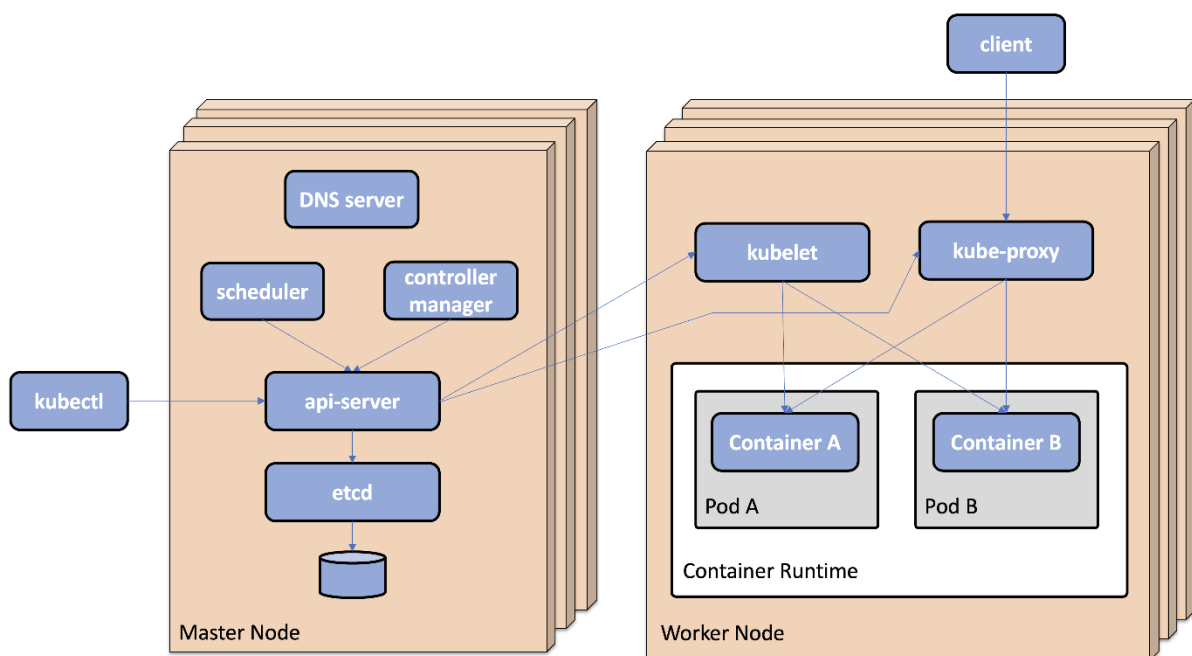 client
DNS server
scheduler
controller
manager
kubectl
api-server
etcd
Master Node
kubelet
kube-proxy
Container A
Container B
Pod A
Pod B
Container Runtime
Worker Node